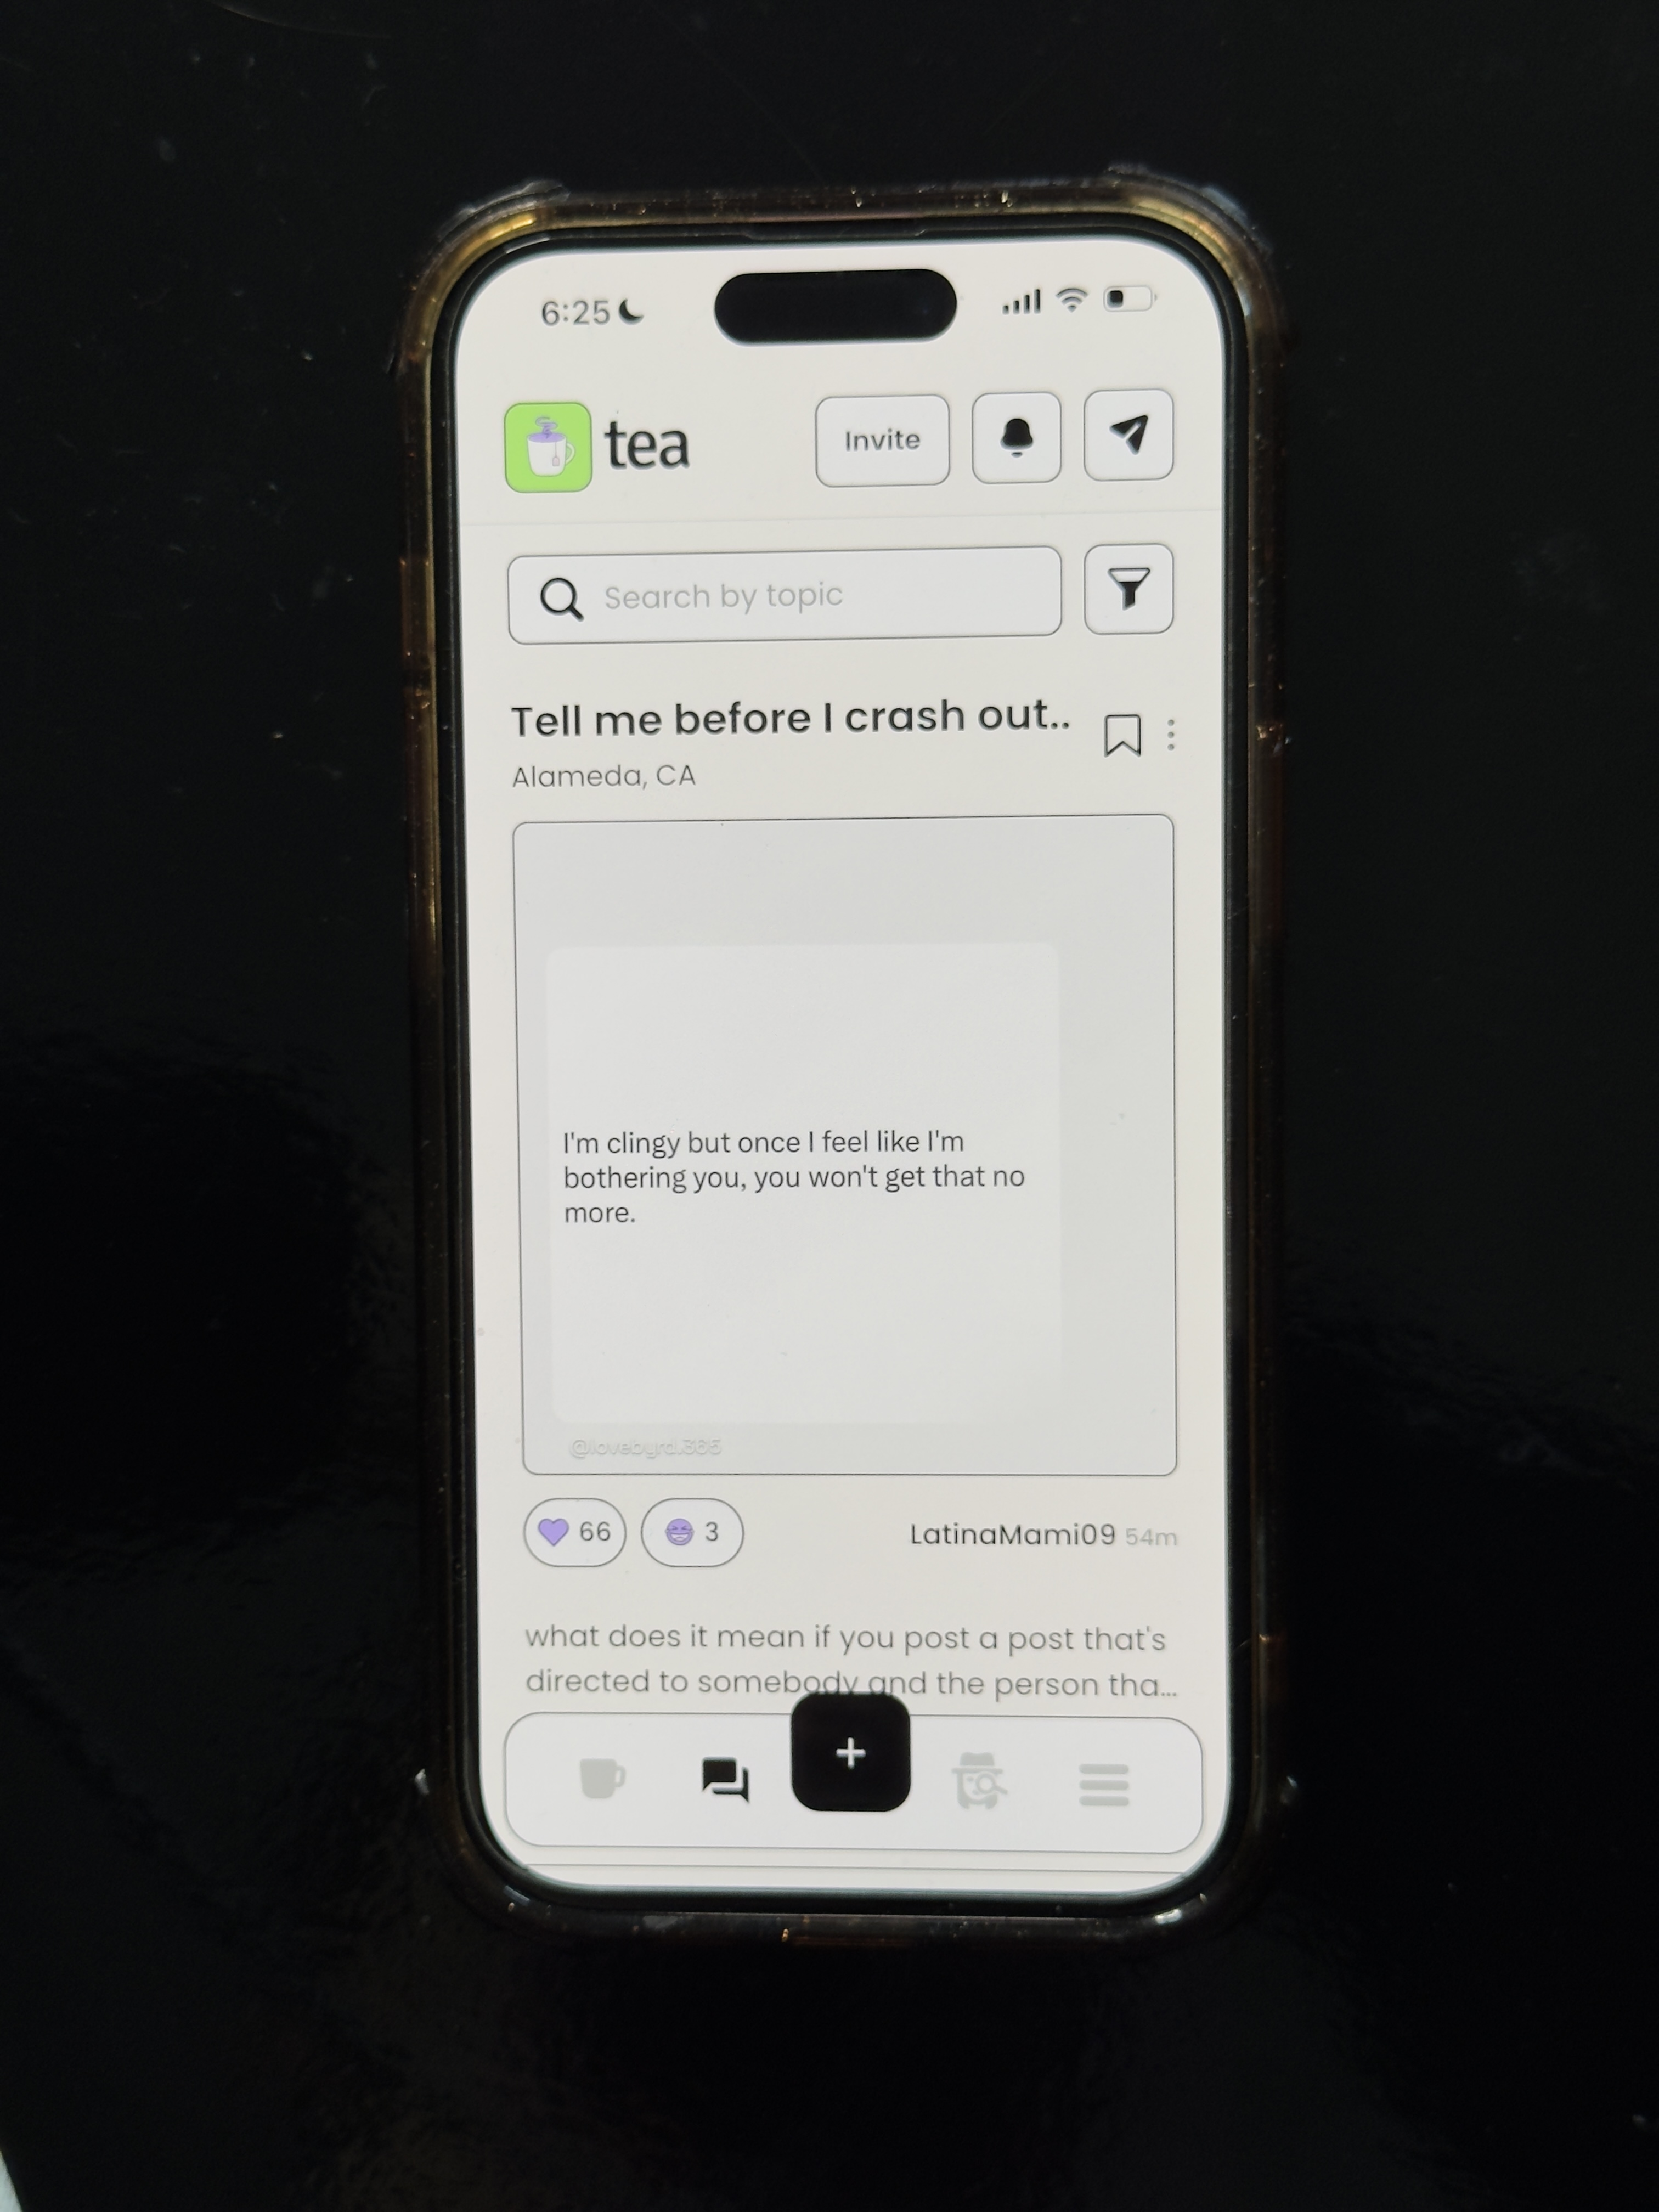 6:25
tea
Invite
Search by topic
Tell me before I crash out..
Alameda, CA
I'm clingy but once I feel like I'm
bothering you, you won't get that no
more.
@lovebyrd.365
66
3
LatinaMami09 54m
what does it mean if you post a post that's
directed to somebody and the person tha...